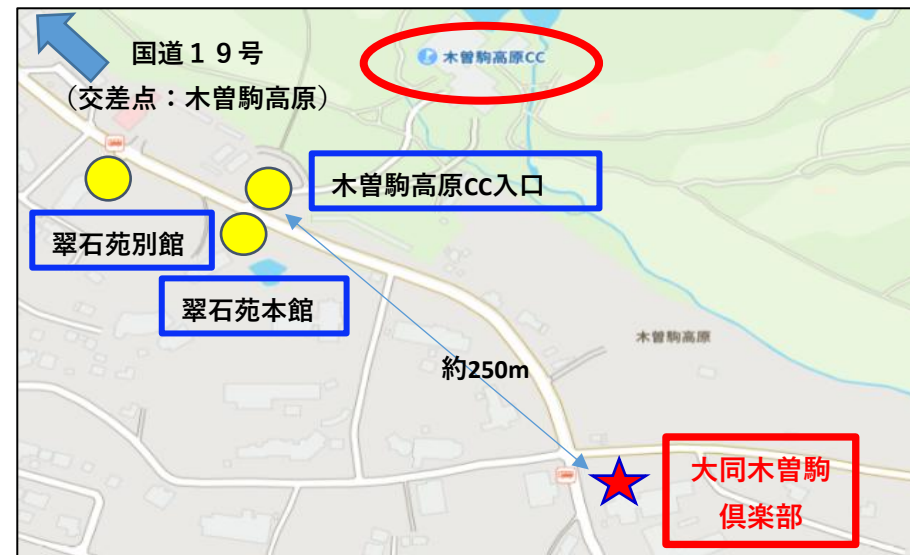 国道１９号
（交差点：木曽駒高原）
木曽駒高原CC
木曽駒高原CC入口
翠石苑別館
翠石苑本館
木曽駒高原
約250m
大同木曽駒
倶楽部